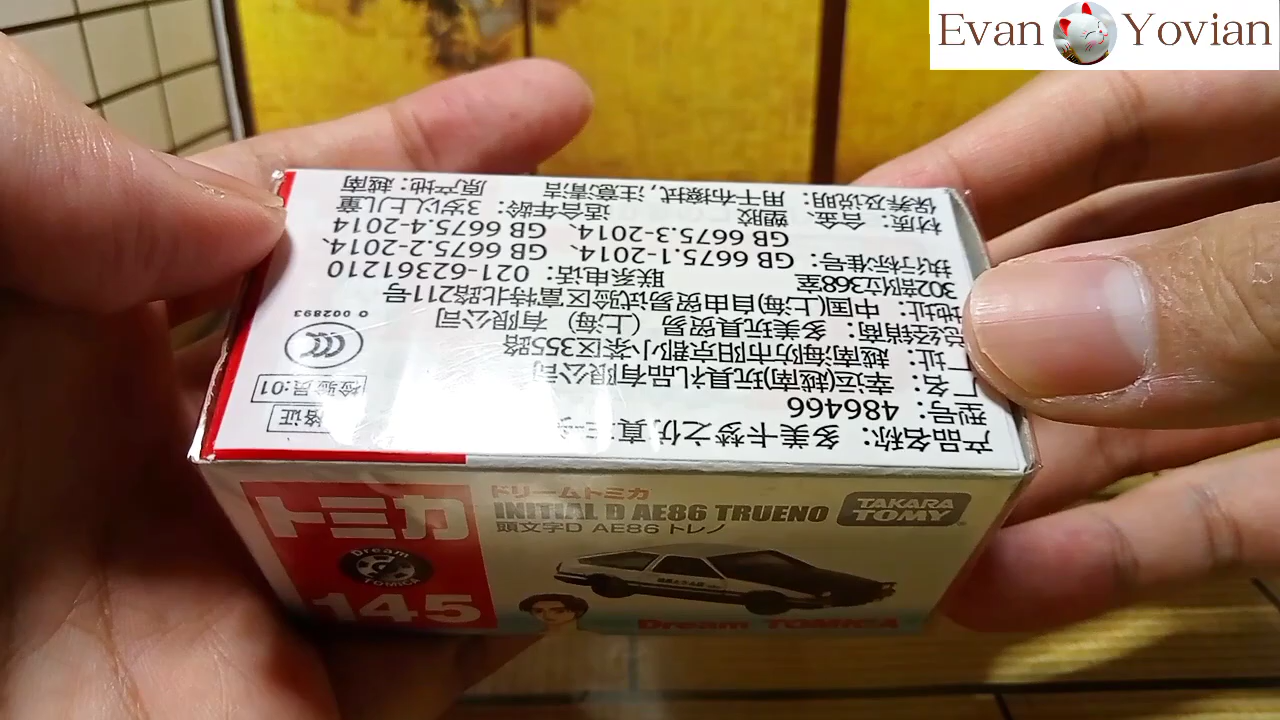 Evan Yovian
产品名称：多美卡梦之仿真车
型号：486466
厂名：幸运(越南)玩具礼品有限公司
厂址：越南海防市阳京郡小茶区355路
总经销商：多美玩具贸易（上海）有限公司
地址：中国(上海)自由贸易试验区富特北路211号
302部位368室 联系电话：021-62361210
执行标准号：GB 6675.1-2014、GB 6675.2-2014、
GB 6675.3-2014、GB 6675.4-2014
材质：合金、塑胶 适合年龄：3岁以上儿童
保养及说明：用干布擦拭，注意清洁 原产地：越南
格证
检验员:01
CCC
O 002893
トミカ
Dream
TOMICA
145
ドリームトミカ
INITIAL D AE86 TRUENO
頭文字D AE86 トレノ
TAKARA
TOMY
Dream TOMICA